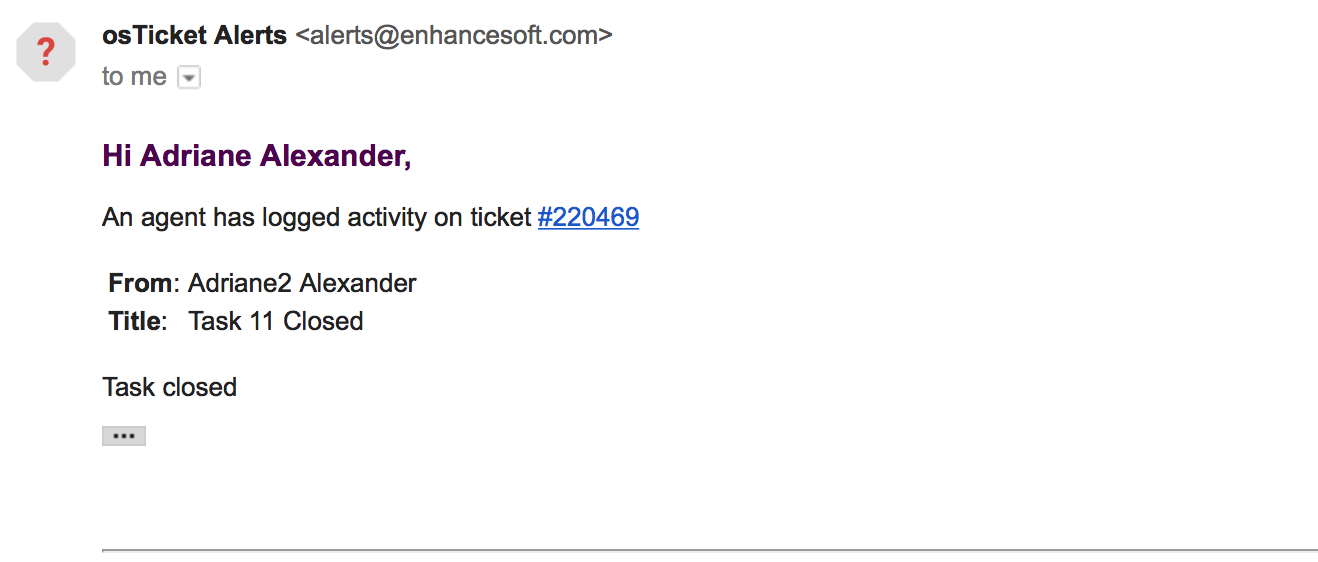 ?
osTicket Alerts <alerts@enhancesoft.com>
to me
Hi Adriane Alexander,
An agent has logged activity on ticket #220469
From: Adriane2 Alexander
Title: Task 11 Closed
Task closed
•••